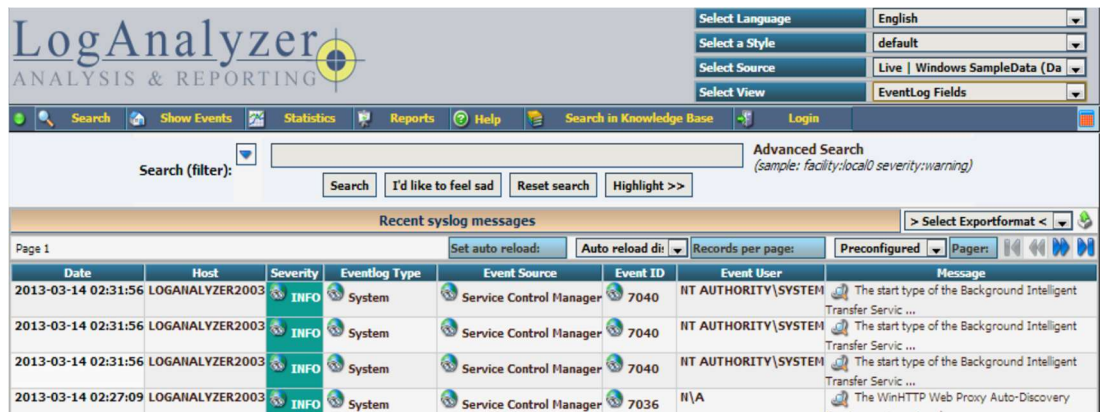 LogAnalyzer
ANALYSIS & REPORTING
Select Language English
Select a Style default
Select Source Live | Windows SampleData (Da
Select View EventLog Fields
Search Show Events Statistics Reports Help Search in Knowledge Base Login
Search (filter):
Advanced Search
(sample: facility:local0 severity:warning)
Search I'd like to feel sad Reset search Highlight >>
Recent syslog messages > Select Exportformat <
Page 1 Set auto reload: Auto reload di Records per page: Preconfigured Pager:
Date Host Severity Eventlog Type Event Source Event ID Event User Message
2013-03-14 02:31:56 LOGANALYZER2003 INFO System Service Control Manager 7040 NT AUTHORITY\SYSTEM The start type of the Background Intelligent
Transfer Servic ...
2013-03-14 02:31:56 LOGANALYZER2003 INFO System Service Control Manager 7040 NT AUTHORITY\SYSTEM The start type of the Background Intelligent
Transfer Servic ...
2013-03-14 02:31:56 LOGANALYZER2003 INFO System Service Control Manager 7040 NT AUTHORITY\SYSTEM The start type of the Background Intelligent
Transfer Servic ...
2013-03-14 02:27:09 LOGANALYZER2003 INFO System Service Control Manager 7036 N\A The WinHTTP Web Proxy Auto-Discovery